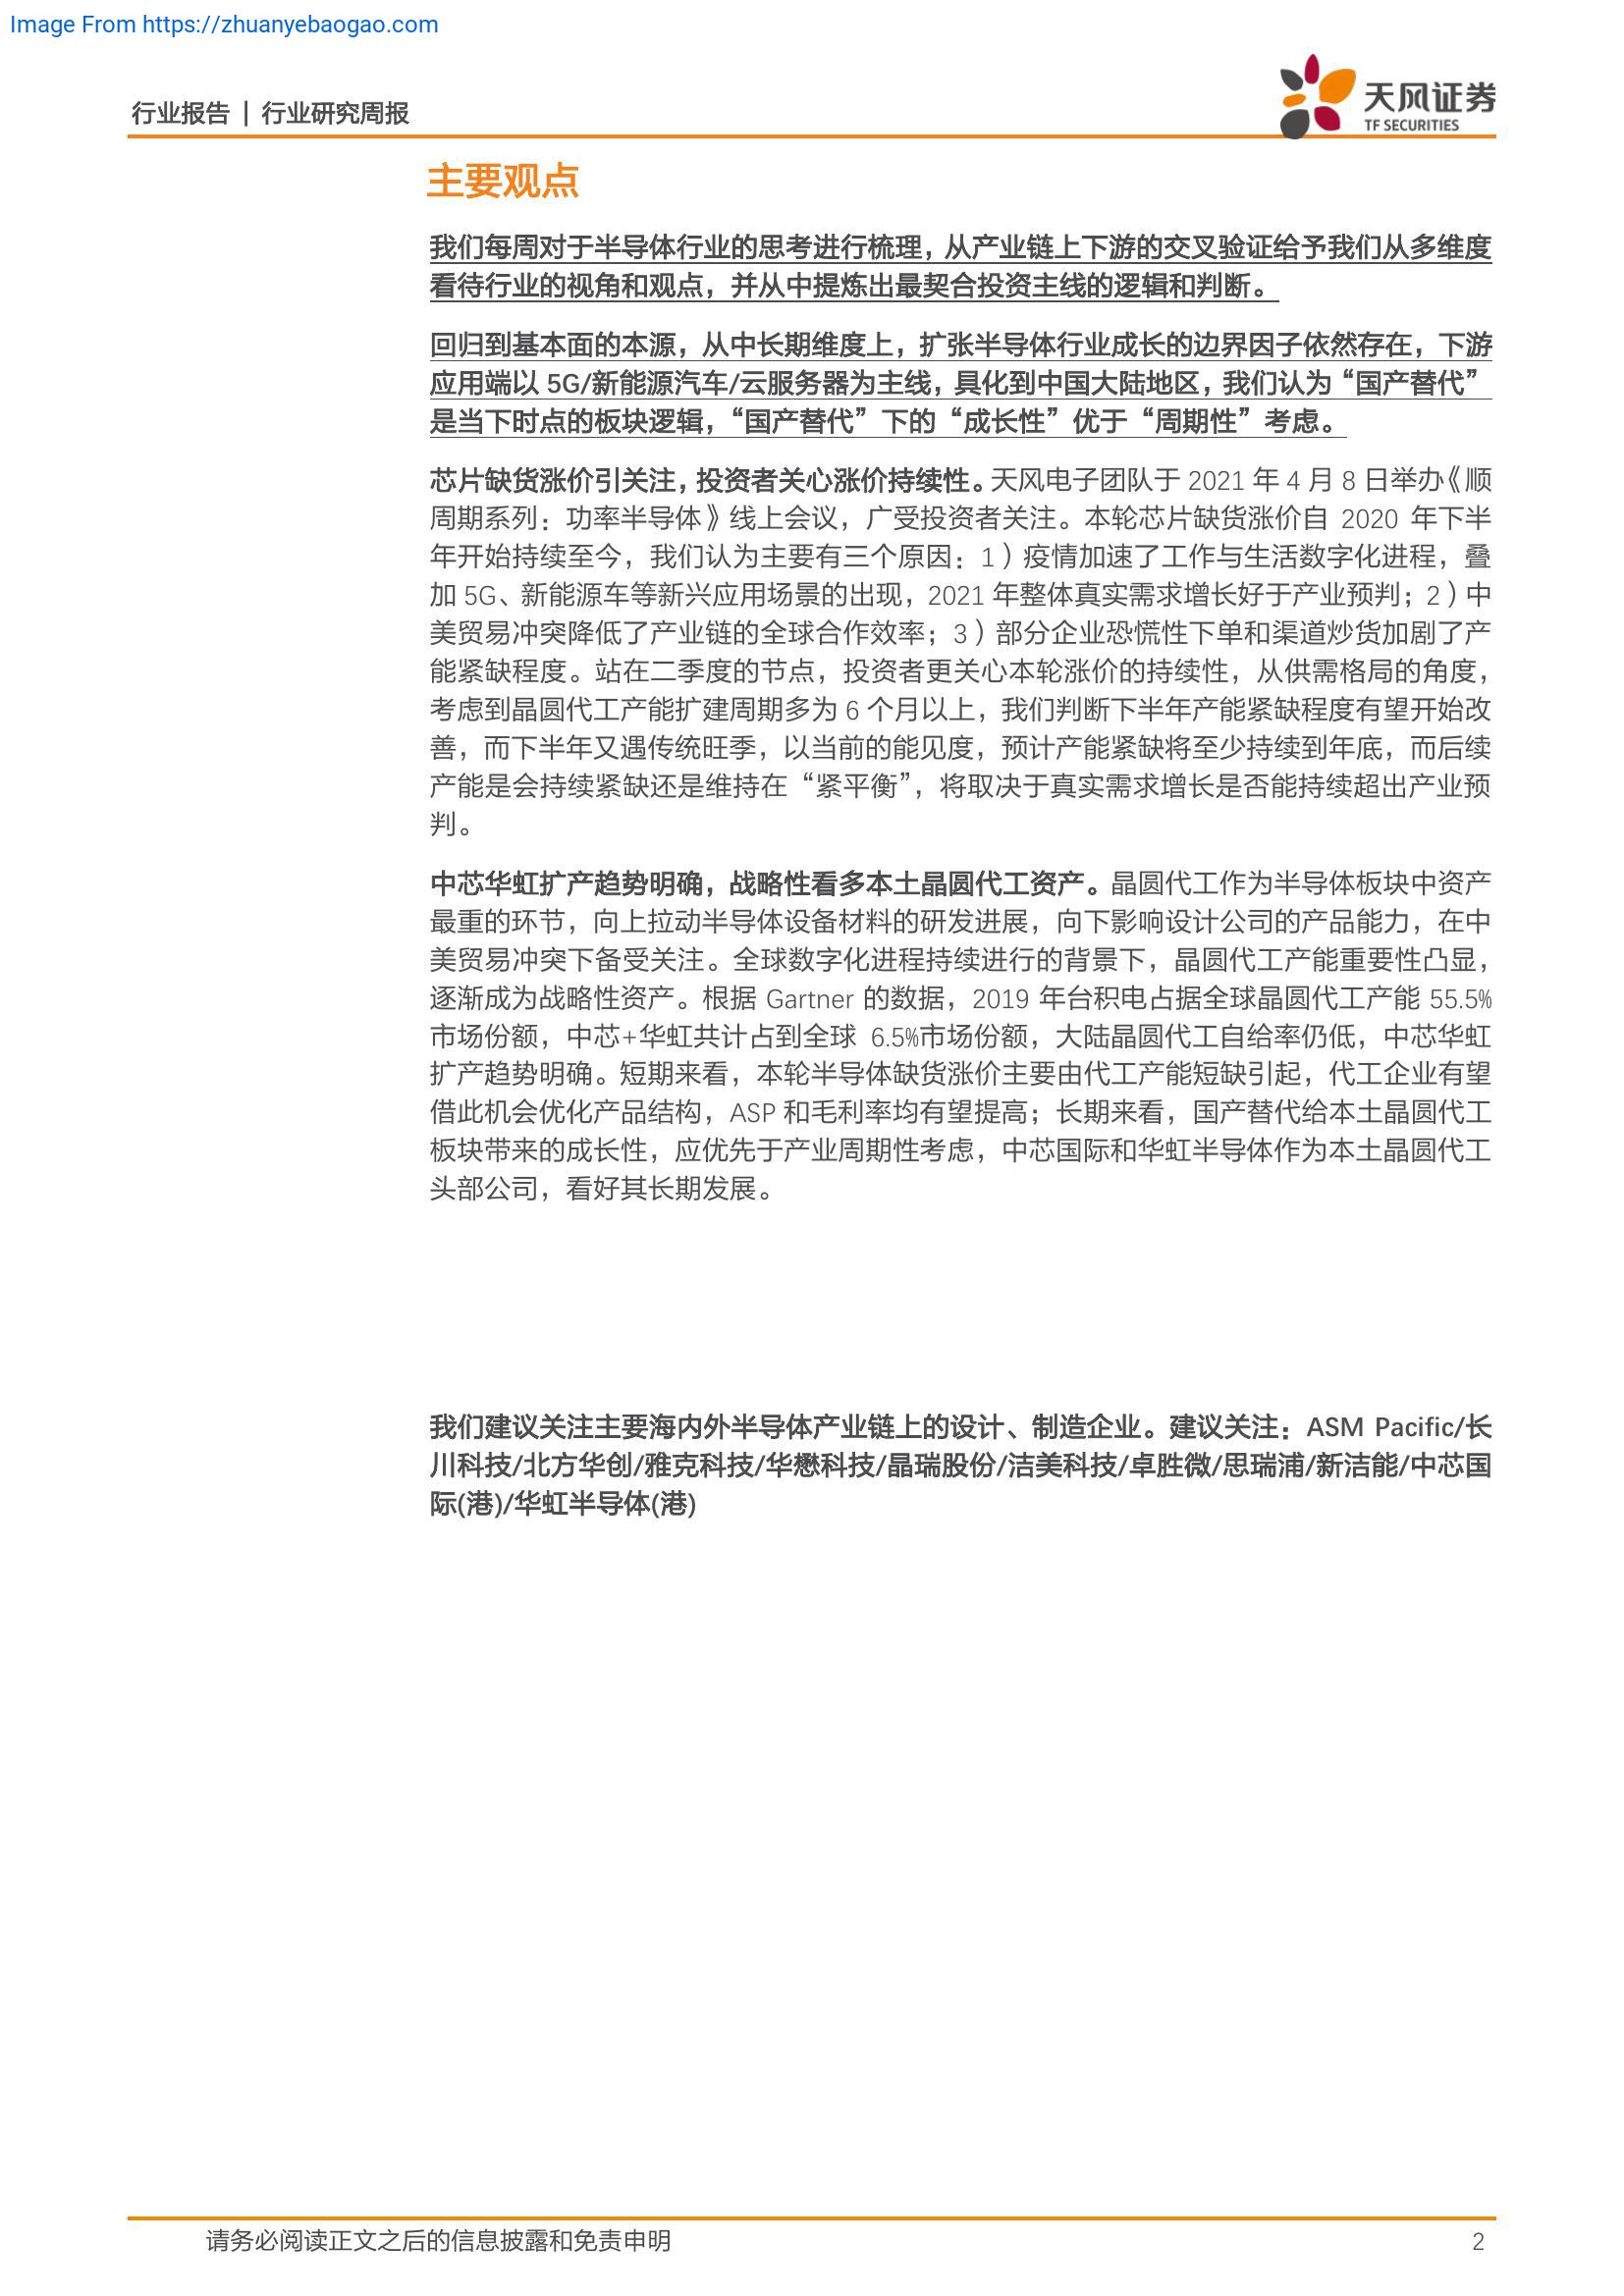 Image From https://zhuanyebaogao.com
行业报告 | 行业研究周报
天风证券
TF SECURITIES
主要观点
我们每周对于半导体行业的思考进行梳理，从产业链上下游的交叉验证给予我们从多维度
看待行业的视角和观点，并从中提炼出最契合投资主线的逻辑和判断。
回归到基本面的本源，从中长期维度上，扩张半导体行业成长的边界因子依然存在，下游
应用端以 5G/新能源汽车/云服务器为主线，具化到中国大陆地区，我们认为“国产替代”
是当下时点的板块逻辑，“国产替代”下的“成长性”优于“周期性”考虑。
芯片缺货涨价引关注，投资者关心涨价持续性。天风电子团队于 2021 年 4 月 8 日举办《顺
周期系列：功率半导体》线上会议，广受投资者关注。本轮芯片缺货涨价自 2020 年下半
年开始持续至今，我们认为主要有三个原因：1）疫情加速了工作与生活数字化进程，叠
加 5G、新能源车等新兴应用场景的出现，2021 年整体真实需求增长好于产业预判；2）中
美贸易冲突降低了产业链的全球合作效率；3）部分企业恐慌性下单和渠道炒货加剧了产
能紧缺程度。站在二季度的节点，投资者更关心本轮涨价的持续性，从供需格局的角度，
考虑到晶圆代工产能扩建周期多为 6 个月以上，我们判断下半年产能紧缺程度有望开始改
善，而下半年又遇传统旺季，以当前的能见度，预计产能紧缺将至少持续到年底，而后续
产能是会持续紧缺还是维持在“紧平衡”，将取决于真实需求增长是否能持续超出产业预
判。
中芯华虹扩产趋势明确，战略性看多本土晶圆代工资产。晶圆代工作为半导体板块中资产
最重的环节，向上拉动半导体设备材料的研发进展，向下影响设计公司的产品能力，在中
美贸易冲突下备受关注。全球数字化进程持续进行的背景下，晶圆代工产能重要性凸显，
逐渐成为战略性资产。根据 Gartner 的数据，2019 年台积电占据全球晶圆代工产能 55.5%
市场份额，中芯+华虹共计占到全球 6.5%市场份额，大陆晶圆代工自给率仍低，中芯华虹
扩产趋势明确。短期来看，本轮半导体缺货涨价主要由代工产能短缺引起，代工企业有望
借此机会优化产品结构，ASP 和毛利率均有望提高；长期来看，国产替代给本土晶圆代工
板块带来的成长性，应优先于产业周期性考虑，中芯国际和华虹半导体作为本土晶圆代工
头部公司，看好其长期发展。
我们建议关注主要海内外半导体产业链上的设计、制造企业。建议关注：ASM Pacific/长
川科技/北方华创/雅克科技/华懋科技/晶瑞股份/洁美科技/卓胜微/思瑞浦/新洁能/中芯国
际(港)/华虹半导体(港)
请务必阅读正文之后的信息披露和免责申明
2